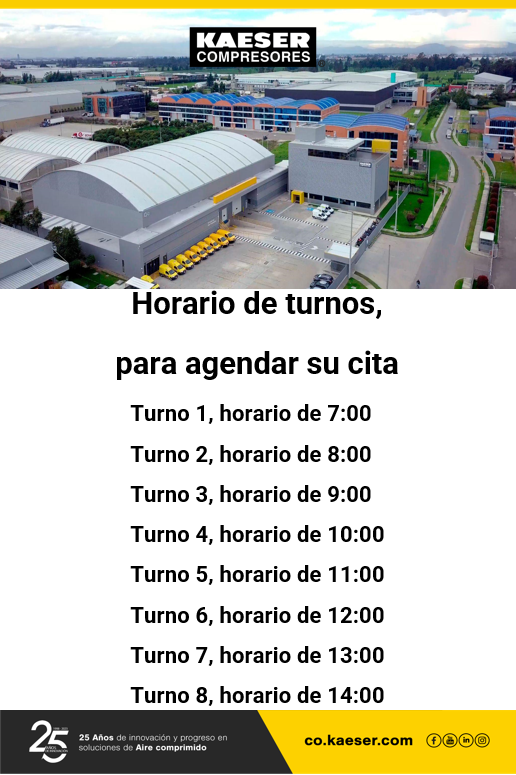 KAESER
COMPRESORES
Horario de turnos,
para agendar su cita
Turno 1, horario de 7:00
Turno 2, horario de 8:00
Turno 3, horario de 9:00
Turno 4, horario de 10:00
Turno 5, horario de 11:00
Turno 6, horario de 12:00
Turno 7, horario de 13:00
Turno 8, horario de 14:00
25 AÑOS
25 Años de innovación y progreso en
soluciones de Aire comprimido
co.kaeser.com